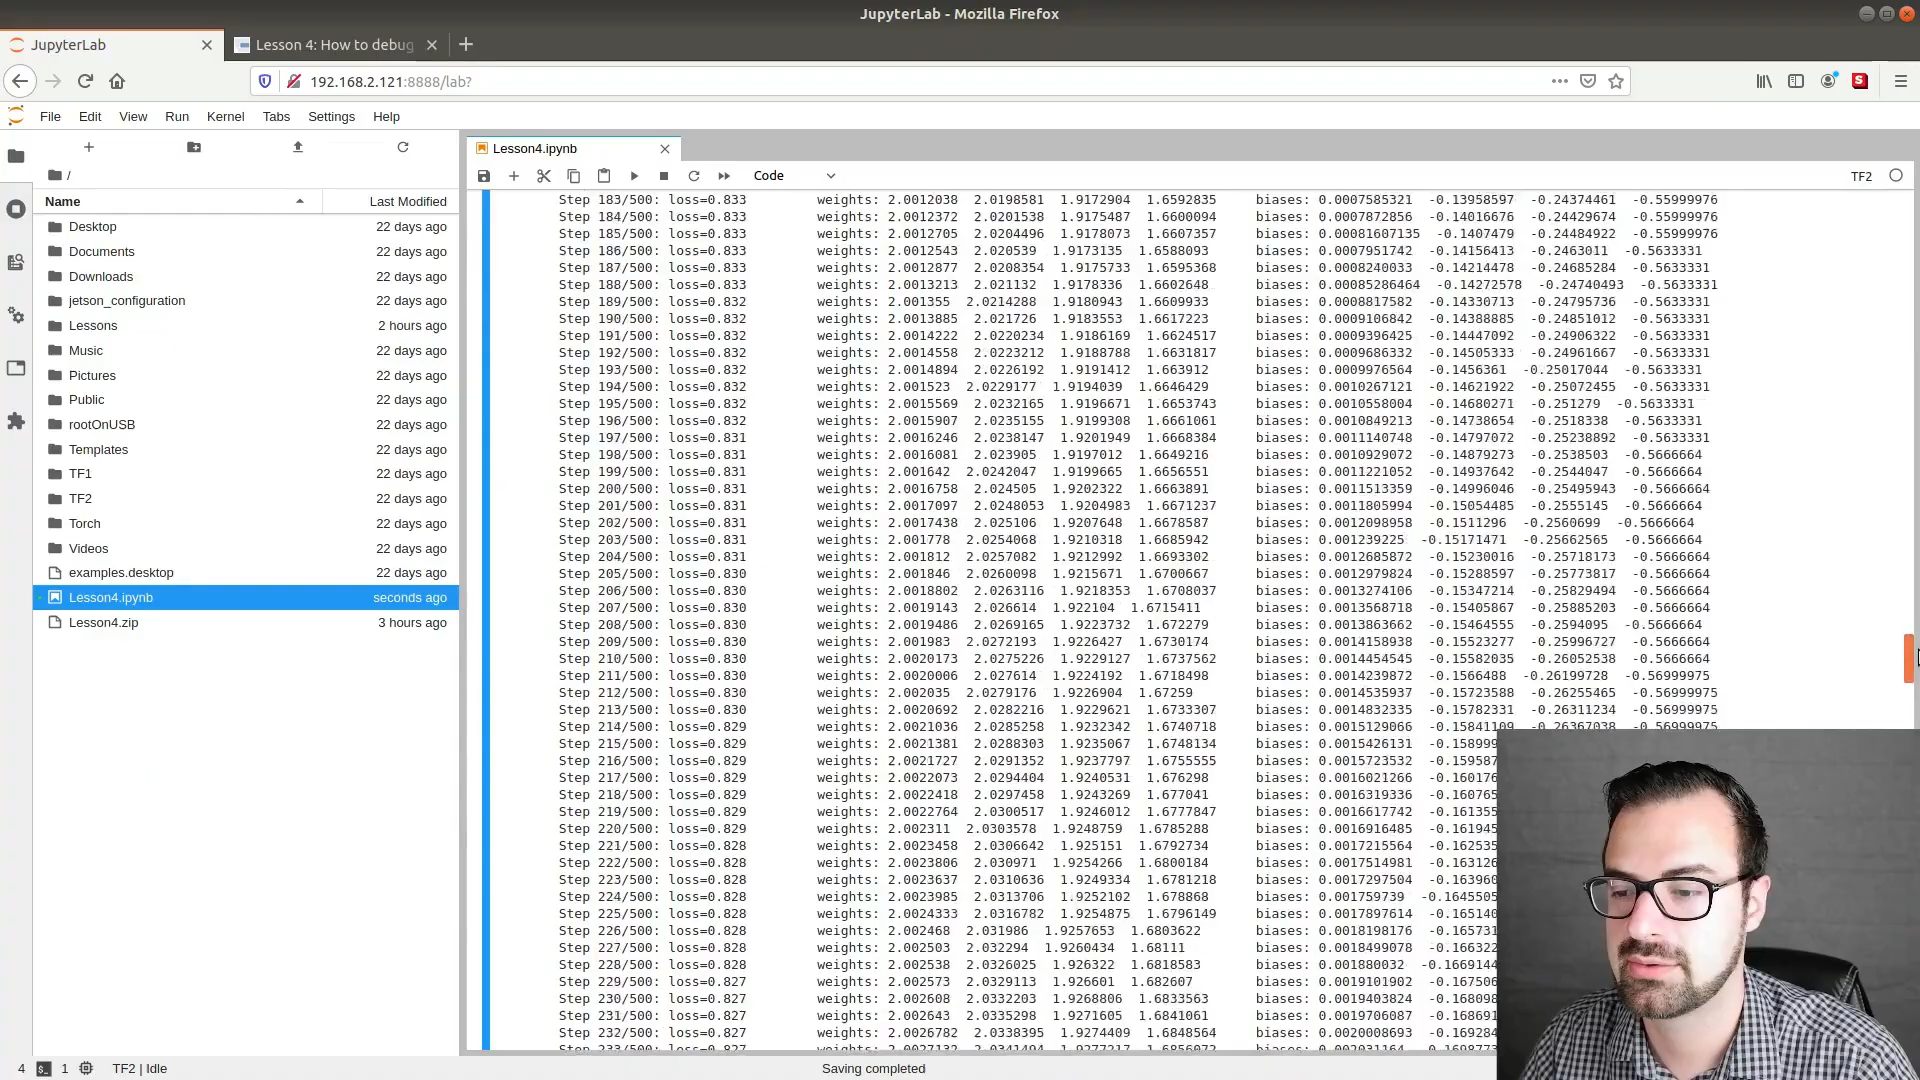 JupyterLab - Mozilla Firefox
JupyterLab
Lesson 4: How to debug
192.168.2.121:8888/lab?
File Edit View Run Kernel Tabs Settings Help
/
Name Last Modified
Desktop 22 days ago
Documents 22 days ago
Downloads 22 days ago
jetson_configuration 22 days ago
Lessons 2 hours ago
Music 22 days ago
Pictures 22 days ago
Public 22 days ago
rootOnUSB 22 days ago
Templates 22 days ago
TF1 22 days ago
TF2 22 days ago
Torch 22 days ago
Videos 22 days ago
examples.desktop 22 days ago
Lesson4.ipynb seconds ago
Lesson4.zip 3 hours ago
Lesson4.ipynb
Code
TF2
Step 183/500: loss=0.833 weights: 2.0012038 2.0198581 1.9172904 1.6592835 biases: 0.0007585321 -0.13958597 -0.24374461 -0.55999976
Step 184/500: loss=0.833 weights: 2.0012372 2.0201538 1.9175487 1.6600094 biases: 0.0007872856 -0.14016676 -0.24429674 -0.55999976
Step 185/500: loss=0.833 weights: 2.0012705 2.0204496 1.9178073 1.6607357 biases: 0.00081607135 -0.1407479 -0.24484922 -0.55999976
Step 186/500: loss=0.833 weights: 2.0012543 2.020539 1.9173135 1.6588093 biases: 0.0007951742 -0.14156413 -0.2463011 -0.5633331
Step 187/500: loss=0.833 weights: 2.0012877 2.0208354 1.9175733 1.6595368 biases: 0.0008240033 -0.14214478 -0.24685284 -0.5633331
Step 188/500: loss=0.833 weights: 2.0013213 2.021132 1.9178336 1.6602648 biases: 0.00085286464 -0.14272578 -0.24740493 -0.5633331
Step 189/500: loss=0.832 weights: 2.001355 2.0214288 1.9180943 1.6609933 biases: 0.0008817582 -0.14330713 -0.24795736 -0.5633331
Step 190/500: loss=0.832 weights: 2.0013885 2.021726 1.9183553 1.6617223 biases: 0.0009106842 -0.14388885 -0.24851012 -0.5633331
Step 191/500: loss=0.832 weights: 2.0014222 2.0220234 1.9186169 1.6624517 biases: 0.0009396425 -0.14447092 -0.24906322 -0.5633331
Step 192/500: loss=0.832 weights: 2.0014558 2.0223212 1.9188788 1.6631817 biases: 0.0009686332 -0.14505333 -0.24961667 -0.5633331
Step 193/500: loss=0.832 weights: 2.0014894 2.0226192 1.9191412 1.663912 biases: 0.0009976564 -0.1456361 -0.25017044 -0.5633331
Step 194/500: loss=0.832 weights: 2.001523 2.0229177 1.9194039 1.6646429 biases: 0.0010267121 -0.14621922 -0.25072455 -0.5633331
Step 195/500: loss=0.832 weights: 2.0015569 2.0232165 1.9196671 1.6653743 biases: 0.0010558004 -0.14680271 -0.251279 -0.5633331
Step 196/500: loss=0.832 weights: 2.0015907 2.0235155 1.9199308 1.6661061 biases: 0.0010849213 -0.14738654 -0.2518338 -0.5633331
Step 197/500: loss=0.831 weights: 2.0016246 2.0238147 1.9201949 1.6668384 biases: 0.0011140748 -0.14797072 -0.25238892 -0.5633331
Step 198/500: loss=0.831 weights: 2.0016081 2.023905 1.9197012 1.6649216 biases: 0.0010929072 -0.14879273 -0.2538503 -0.5666664
Step 199/500: loss=0.831 weights: 2.001642 2.0242047 1.9199665 1.6656551 biases: 0.0011221052 -0.14937642 -0.2544047 -0.5666664
Step 200/500: loss=0.831 weights: 2.0016758 2.024505 1.9202322 1.6663891 biases: 0.0011513359 -0.14996046 -0.25495943 -0.5666664
Step 201/500: loss=0.831 weights: 2.0017097 2.0248053 1.9204983 1.6671237 biases: 0.0011805994 -0.15054485 -0.2555145 -0.5666664
Step 202/500: loss=0.831 weights: 2.0017438 2.025106 1.9207648 1.6678587 biases: 0.0012098958 -0.1511296 -0.2560699 -0.5666664
Step 203/500: loss=0.831 weights: 2.001778 2.0254068 1.9210318 1.6685942 biases: 0.001239225 -0.15171471 -0.25662565 -0.5666664
Step 204/500: loss=0.831 weights: 2.001812 2.0257082 1.9212992 1.6693302 biases: 0.0012685872 -0.15230016 -0.25718173 -0.5666664
Step 205/500: loss=0.830 weights: 2.001846 2.0260098 1.9215671 1.6700667 biases: 0.0012979824 -0.15288597 -0.25773817 -0.5666664
Step 206/500: loss=0.830 weights: 2.0018802 2.0263116 1.9218353 1.6708037 biases: 0.0013274106 -0.15347214 -0.25829494 -0.5666664
Step 207/500: loss=0.830 weights: 2.0019143 2.026614 1.922104 1.6715411 biases: 0.0013568718 -0.15405867 -0.25885203 -0.5666664
Step 208/500: loss=0.830 weights: 2.0019486 2.0269165 1.9223732 1.672279 biases: 0.0013863662 -0.15464555 -0.2594095 -0.5666664
Step 209/500: loss=0.830 weights: 2.001983 2.0272193 1.9226427 1.6730174 biases: 0.0014158938 -0.15523277 -0.25996727 -0.5666664
Step 210/500: loss=0.830 weights: 2.0020173 2.0275226 1.9229127 1.6737562 biases: 0.0014454545 -0.15582035 -0.26052538 -0.5666664
Step 211/500: loss=0.830 weights: 2.0020006 2.027614 1.9224192 1.6718498 biases: 0.0014239872 -0.1566488 -0.26199728 -0.56999975
Step 212/500: loss=0.830 weights: 2.002035 2.0279176 1.9226904 1.67259 biases: 0.0014535937 -0.15723588 -0.26255465 -0.56999975
Step 213/500: loss=0.830 weights: 2.0020692 2.0282216 1.9229621 1.6733307 biases: 0.0014832335 -0.15782331 -0.26311234 -0.56999975
Step 214/500: loss=0.829 weights: 2.0021036 2.0285258 1.9232342 1.6740718 biases: 0.0015129066 -0.15841109 -0.26367038 -0.56999975
Step 215/500: loss=0.829 weights: 2.0021381 2.0288303 1.9235067 1.6748134 biases: 0.0015426131 -0.158999
Step 216/500: loss=0.829 weights: 2.0021727 2.0291352 1.9237797 1.6755555 biases: 0.0015723532 -0.159587
Step 217/500: loss=0.829 weights: 2.0022073 2.0294404 1.9240531 1.676298 biases: 0.0016021266 -0.160176
Step 218/500: loss=0.829 weights: 2.0022418 2.0297458 1.9243269 1.677041 biases: 0.0016319336 -0.160765
Step 219/500: loss=0.829 weights: 2.0022764 2.0300517 1.9246012 1.6777847 biases: 0.0016617742 -0.161355
Step 220/500: loss=0.829 weights: 2.002311 2.0303578 1.9248759 1.6785288 biases: 0.0016916485 -0.161945
Step 221/500: loss=0.828 weights: 2.0023458 2.0306642 1.925151 1.6792734 biases: 0.0017215564 -0.162535
Step 222/500: loss=0.828 weights: 2.0023806 2.030971 1.9254266 1.6800184 biases: 0.0017514981 -0.163126
Step 223/500: loss=0.828 weights: 2.0023637 2.0310636 1.9249334 1.6781218 biases: 0.0017297504 -0.163960
Step 224/500: loss=0.828 weights: 2.0023985 2.0313706 1.9252102 1.678868 biases: 0.001759739 -0.1645505
Step 225/500: loss=0.828 weights: 2.0024333 2.0316782 1.9254875 1.6796149 biases: 0.0017897614 -0.165140
Step 226/500: loss=0.828 weights: 2.002468 2.031986 1.9257653 1.6803622 biases: 0.0018198176 -0.165731
Step 227/500: loss=0.828 weights: 2.002503 2.032294 1.9260434 1.68111 biases: 0.0018499078 -0.166322
Step 228/500: loss=0.828 weights: 2.002538 2.0326025 1.926322 1.6818583 biases: 0.001880032 -0.1669144
Step 229/500: loss=0.827 weights: 2.002573 2.0329113 1.926601 1.682607 biases: 0.0019101902 -0.167506
Step 230/500: loss=0.827 weights: 2.002608 2.0332203 1.9268806 1.6833563 biases: 0.0019403824 -0.168098
Step 231/500: loss=0.827 weights: 2.002643 2.0335298 1.9271605 1.6841061 biases: 0.0019706087 -0.168691
Step 232/500: loss=0.827 weights: 2.0026782 2.0338395 1.9274409 1.6848564 biases: 0.0020008693 -0.169284
Step 233/500: loss=0.827 weights: 2.0027132 2.0341494 1.9277217 1.6856072 biases: 0.002031164
4 1 TF2 | Idle Saving completed